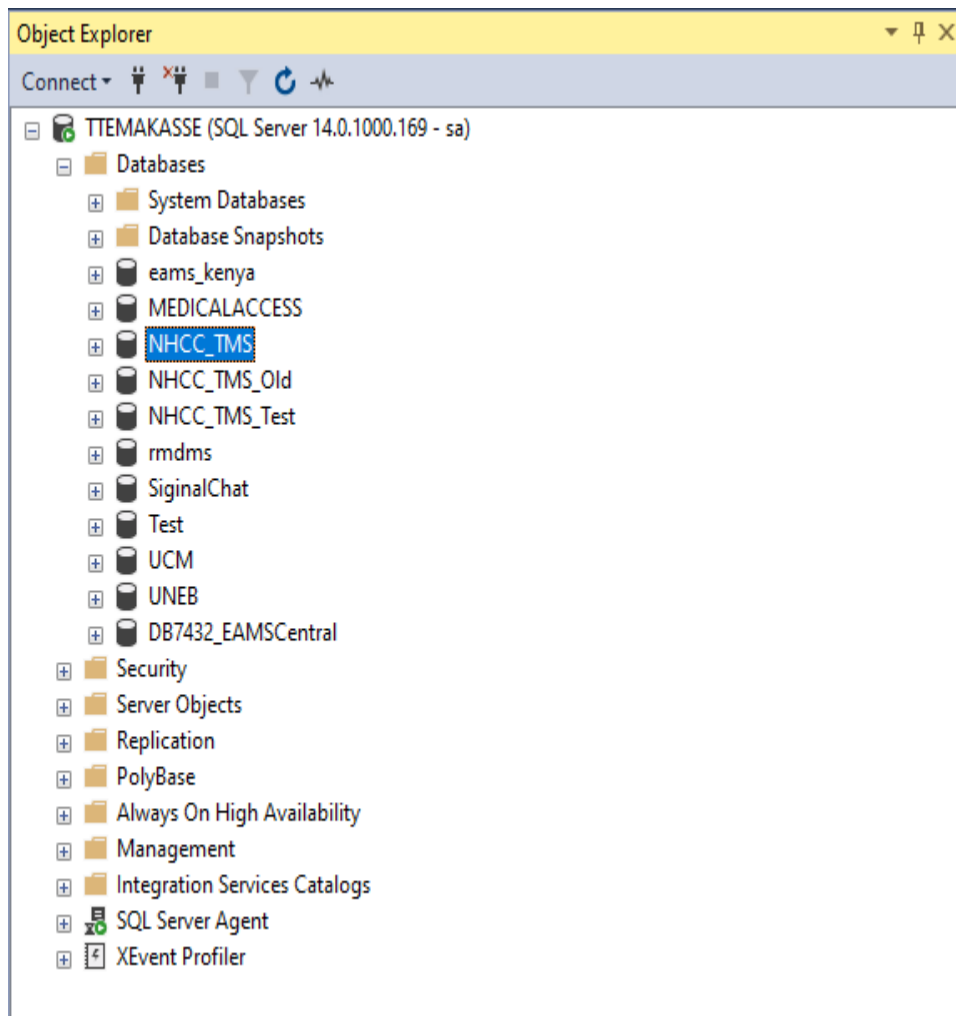 Object Explorer
Connect
TTEMAKASSE (SQL Server 14.0.1000.169 - sa)
Databases
System Databases
Database Snapshots
eams_kenya
MEDICALACCESS
NHCC_TMS
NHCC_TMS_Old
NHCC_TMS_Test
rmdms
SiginalChat
Test
UCM
UNEB
DB7432_EAMSCentral
Security
Server Objects
Replication
PolyBase
Always On High Availability
Management
Integration Services Catalogs
SQL Server Agent
XEvent Profiler